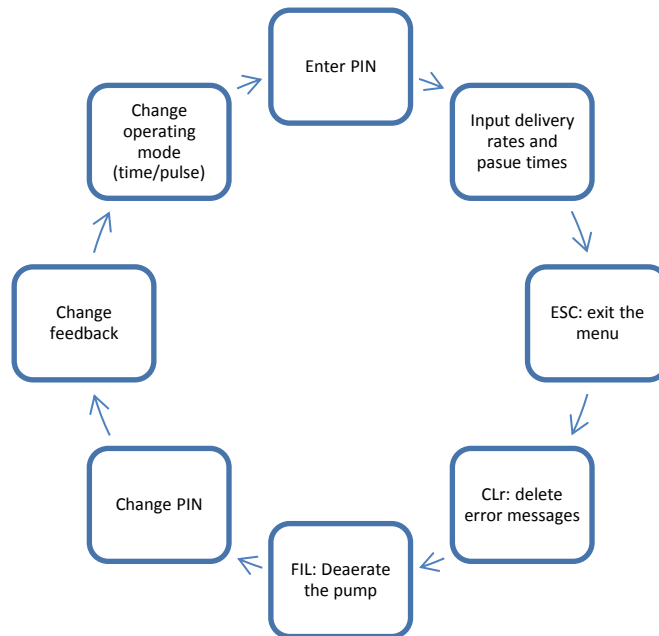 Enter PIN
Input delivery
rates and
pasue times
ESC: exit the
menu
CLr: delete
error messages
FIL: Deaerate
the pump
Change PIN
Change
feedback
Change
operating
mode
(time/pulse)